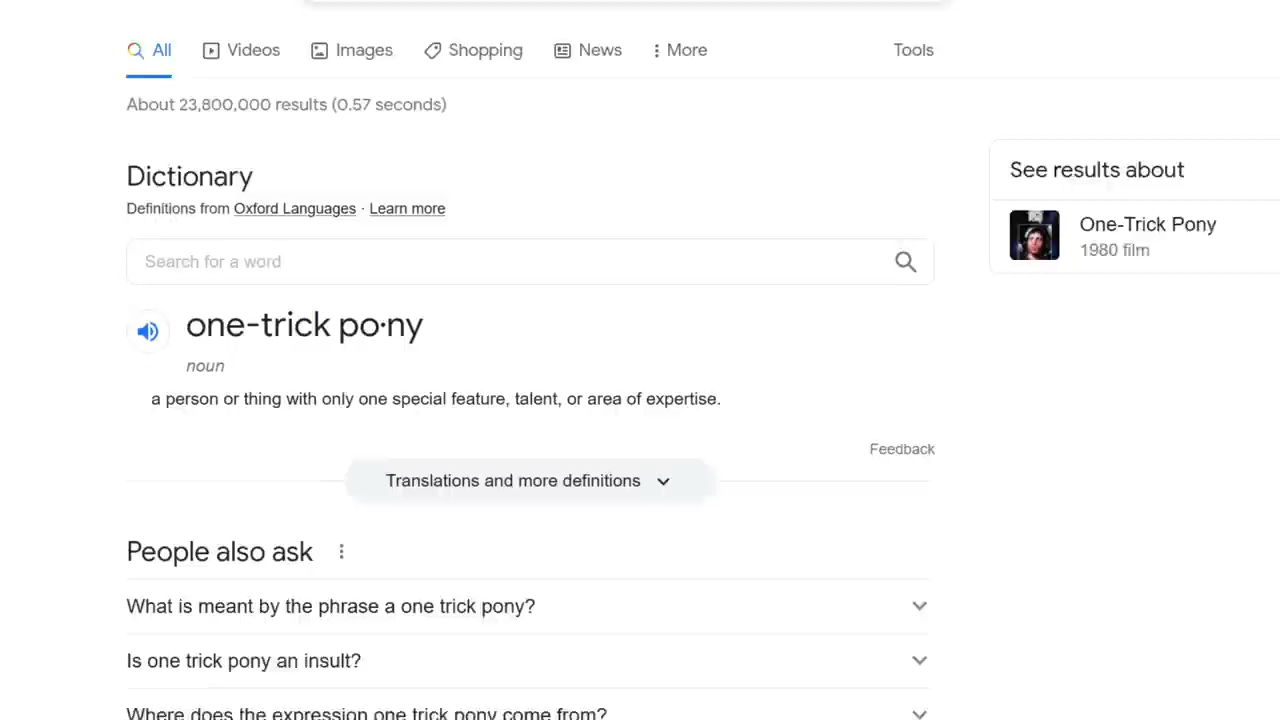 All Videos Images Shopping News More Tools
About 23,800,000 results (0.57 seconds)
Dictionary
Definitions from Oxford Languages · Learn more
Search for a word
one-trick po·ny
noun
a person or thing with only one special feature, talent, or area of expertise.
Feedback
Translations and more definitions
People also ask
What is meant by the phrase a one trick pony?
Is one trick pony an insult?
Where does the expression one trick pony come from?
See results about
One-Trick Pony
1980 film